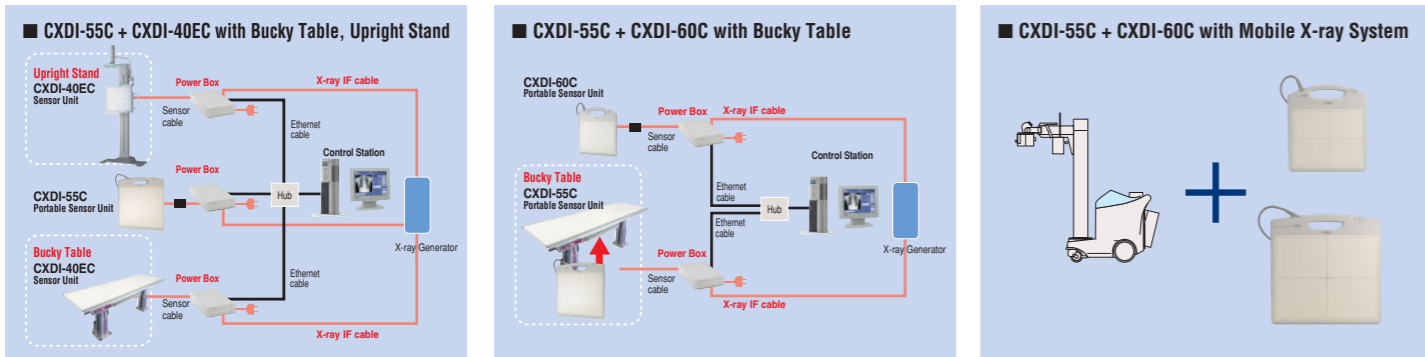 ■ CXDI-55C + CXDI-40EC with Bucky Table, Upright Stand
Upright Stand
CXDI-40EC
Sensor Unit
Power Box
X-ray IF cable
Sensor
cable
Ethernet
cable
Control Station
Power Box
CXDI-55C
Portable Sensor Unit
Hub
X-ray Generator
Bucky Table
CXDI-40EC
Sensor Unit
Power Box
Ethernet
cable
Sensor
cable
X-ray IF cable
■ CXDI-55C + CXDI-60C with Bucky Table
CXDI-60C
Portable Sensor Unit
Power Box
X-ray IF cable
Sensor
cable
Control Station
Bucky Table
CXDI-55C
Portable Sensor Unit
Ethernet
cable
Hub
Ethernet
cable
X-ray Generator
Power Box
Sensor
cable
X-ray IF cable
■ CXDI-55C + CXDI-60C with Mobile X-ray System